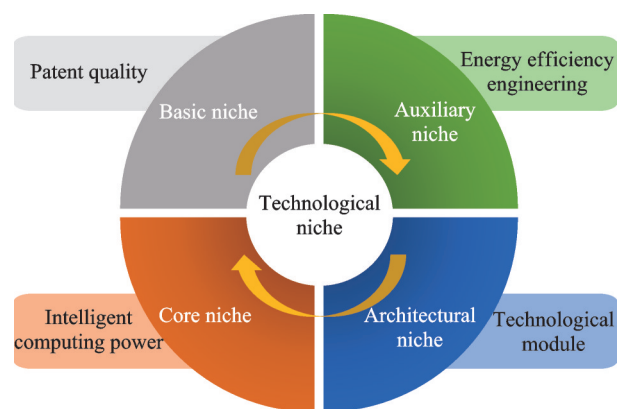 Patent quality
Energy efficiency
engineering
Basic niche
Auxiliary
niche
Technological
niche
Core niche
Architectural
niche
Intelligent
computing power
Technological
module